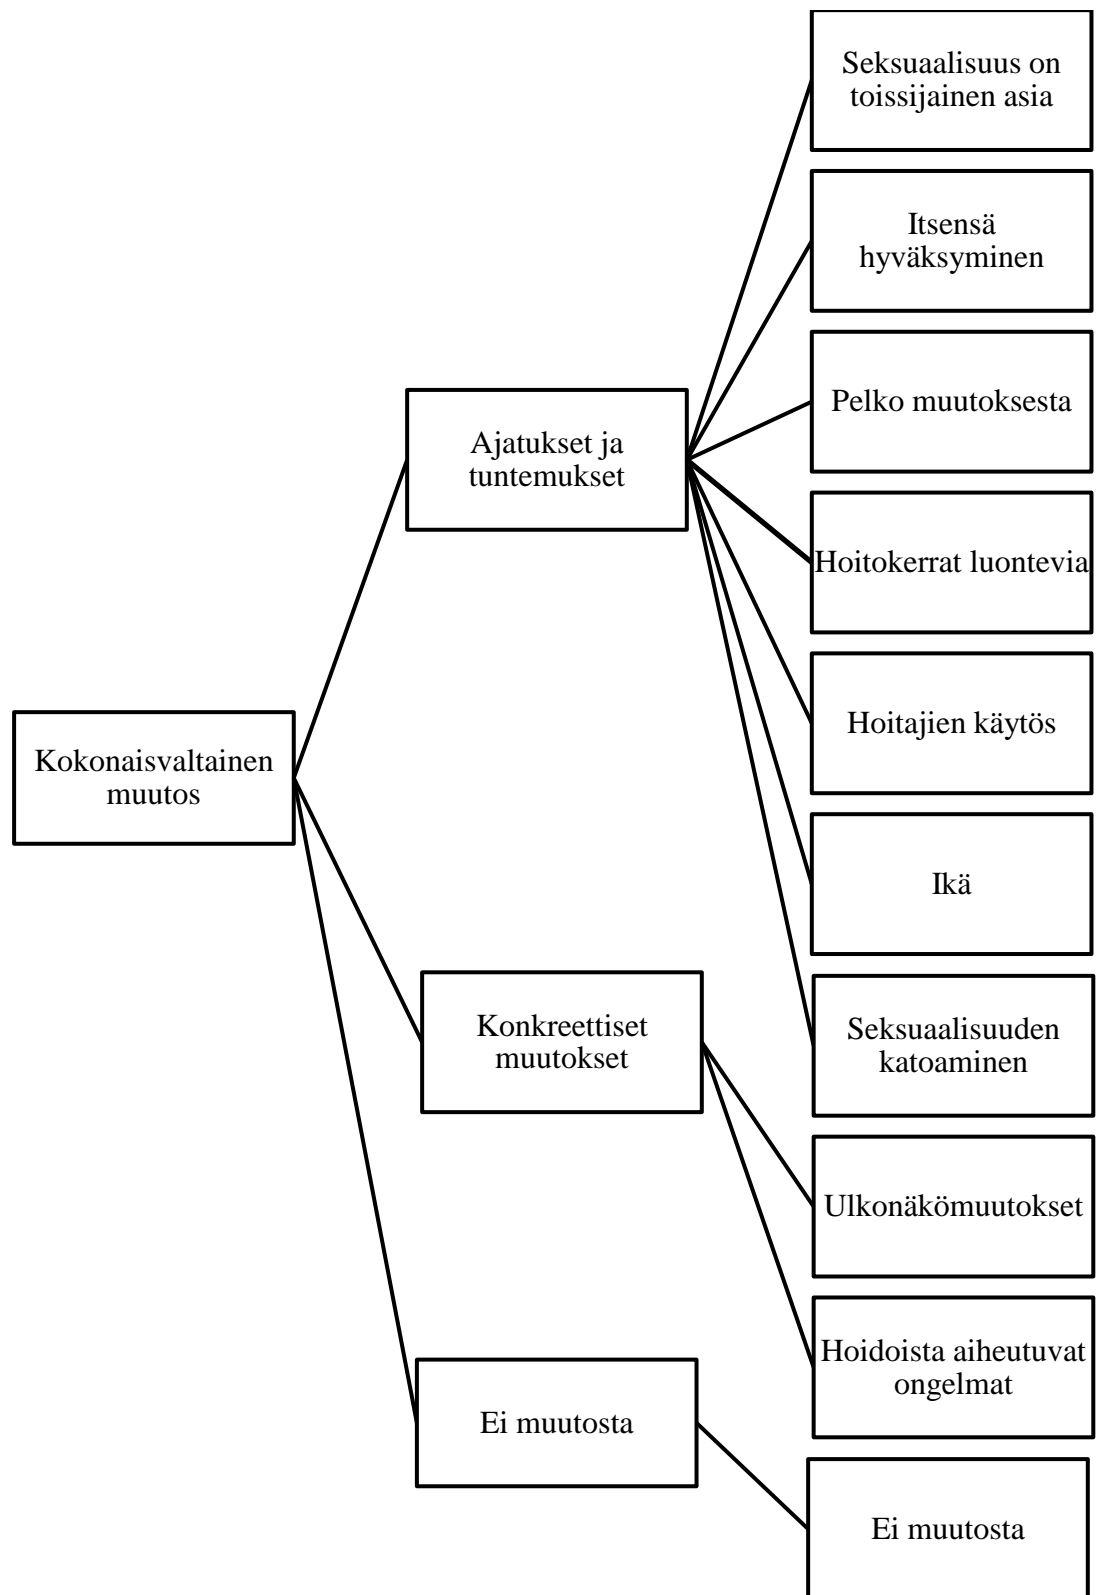 Seksuaalisuus on
toissijainen asia
Itsensä
hyväksyminen
Pelko muutoksesta
Ajatukset ja
tuntemukset
Hoitokerrat luontevia
Hoitajien käytös
Kokonaisvaltainen
muutos
Ikä
Seksuaalisuuden
katoaminen
Konkreettiset
muutokset
Ulkonäkömuutokset
Hoidoista aiheutuvat
ongelmat
Ei muutosta
Ei muutosta